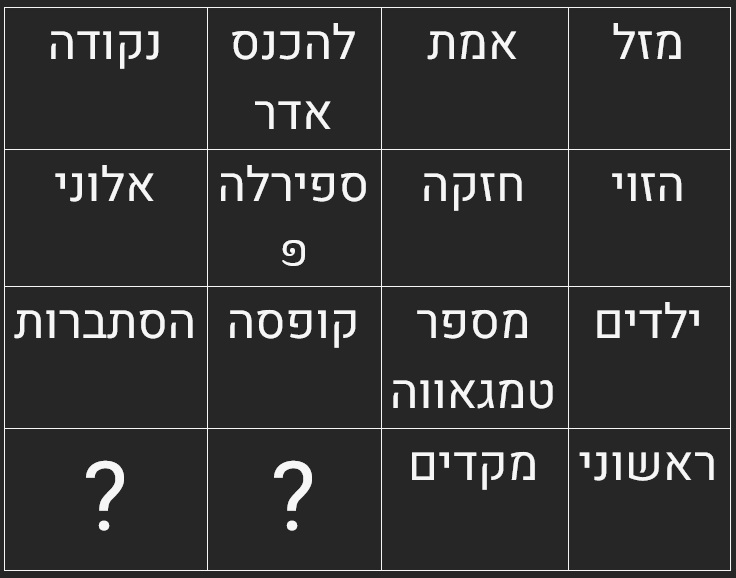 מזל
אמת
להכנס
אדר
נקודה
הזוי
חזקה
ספירלה
פ
אלוני
ילדים
מספר
טמגאווה
קופסה
הסתברות
ראשוני
מקדים
?
?